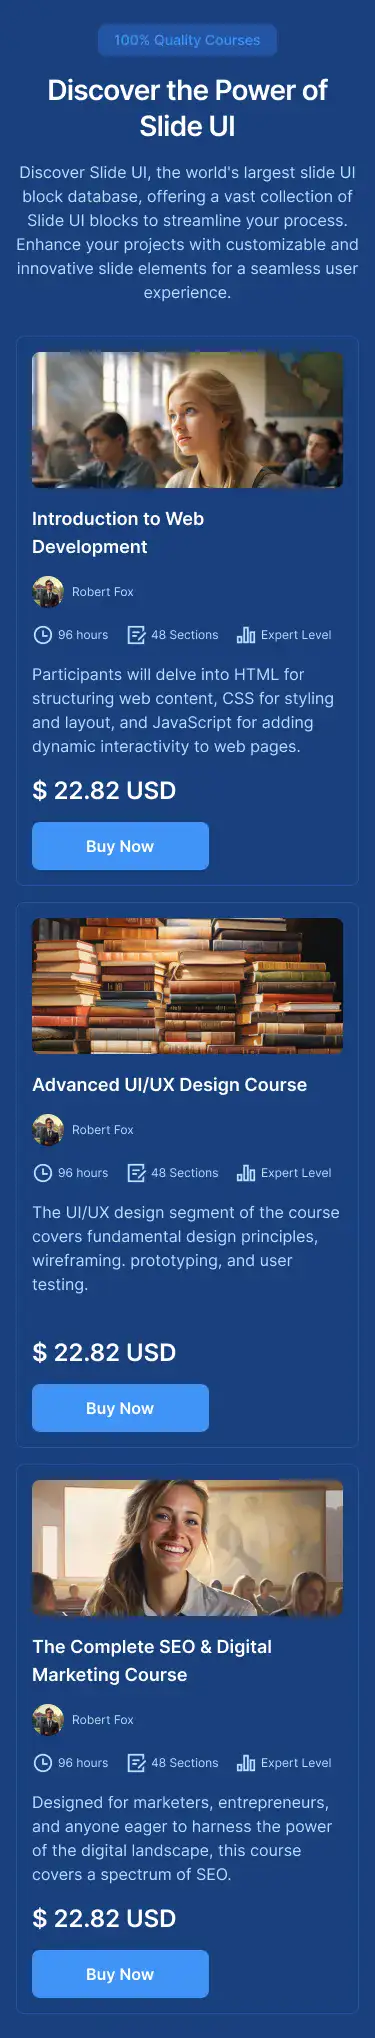 100% Quality Courses
Discover the Power of
Slide UI
Discover Slide UI, the world's largest slide UI
block database, offering a vast collection of
Slide UI blocks to streamline your process.
Enhance your projects with customizable and
innovative slide elements for a seamless user
experience.
Introduction to Web
Development
Robert Fox
96 hours 48 Sections Expert Level
Participants will delve into HTML for
structuring web content, CSS for styling
and layout, and JavaScript for adding
dynamic interactivity to web pages.
$ 22.82 USD
Buy Now
Advanced UI/UX Design Course
Robert Fox
96 hours 48 Sections Expert Level
The UI/UX design segment of the course
covers fundamental design principles,
wireframing. prototyping, and user
testing.
$ 22.82 USD
Buy Now
The Complete SEO & Digital
Marketing Course
Robert Fox
96 hours 48 Sections Expert Level
Designed for marketers, entrepreneurs,
and anyone eager to harness the power
of the digital landscape, this course
covers a spectrum of SEO.
$ 22.82 USD
Buy Now